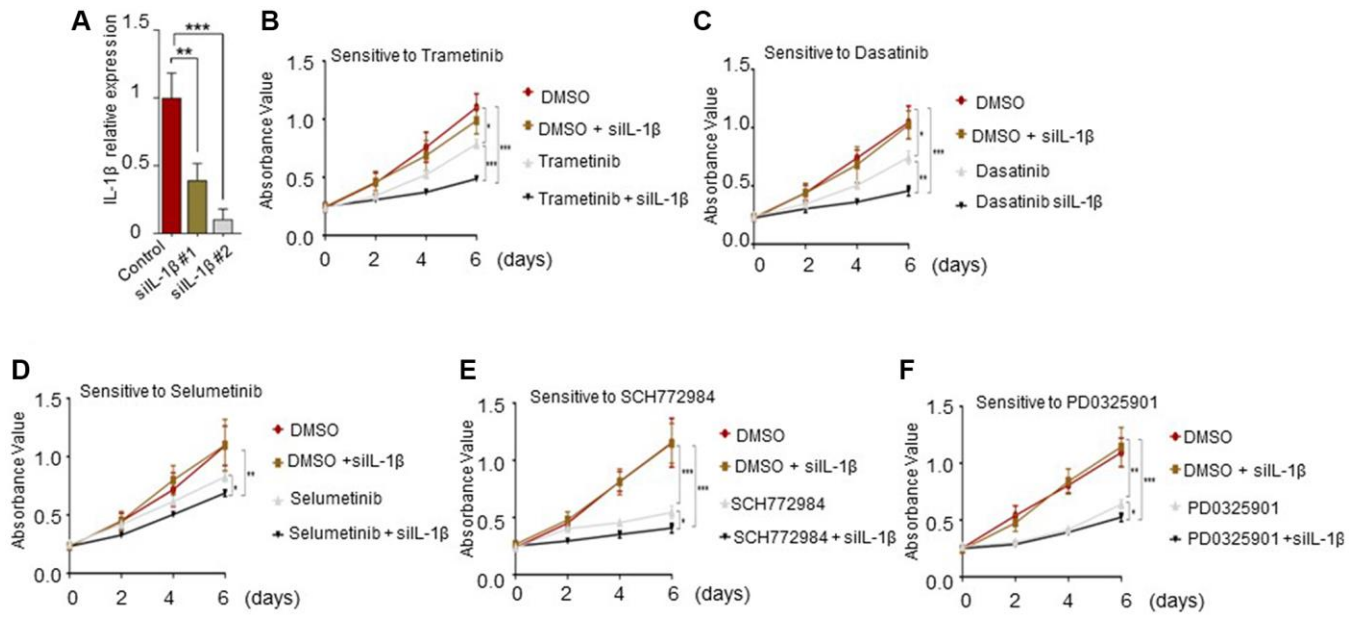 A
IL-1β relative expression
1.5
1
0.5
0
***
**
Control
siIL-1β#1
siIL-1β#2
B
Sensitive to Trametinib
Absorbance Value
1.5
1.0
0.5
0.0
0 2 4 6 (days)
DMSO
DMSO + siIL-1β
Trametinib
Trametinib + siIL-1β
*
***
***
C
Sensitive to Dasatinib
Absorbance Value
1.5
1.0
0.5
0.0
0 2 4 6 (days)
DMSO
DMSO + siIL-1β
Dasatinib
Dasatinib siIL-1β
*
**
***
D
Sensitive to Selumetinib
Absorbance Value
1.5
1.0
0.5
0.0
0 2 4 6 (days)
DMSO
DMSO +siIL-1β
Selumetinib
Selumetinib + siIL-1β
**
*
E
Sensitive to SCH772984
Absorbance Value
1.5
1.0
0.5
0.0
0 2 4 6 (days)
DMSO
DMSO + siIL-1β
SCH772984
SCH772984 + siIL-1β
***
*
***
F
Sensitive to PD0325901
Absorbance Value
1.5
1.0
0.5
0.0
0 2 4 6 (days)
DMSO
DMSO + siIL-1β
PD0325901
PD0325901 +siIL-1β
**
*
***